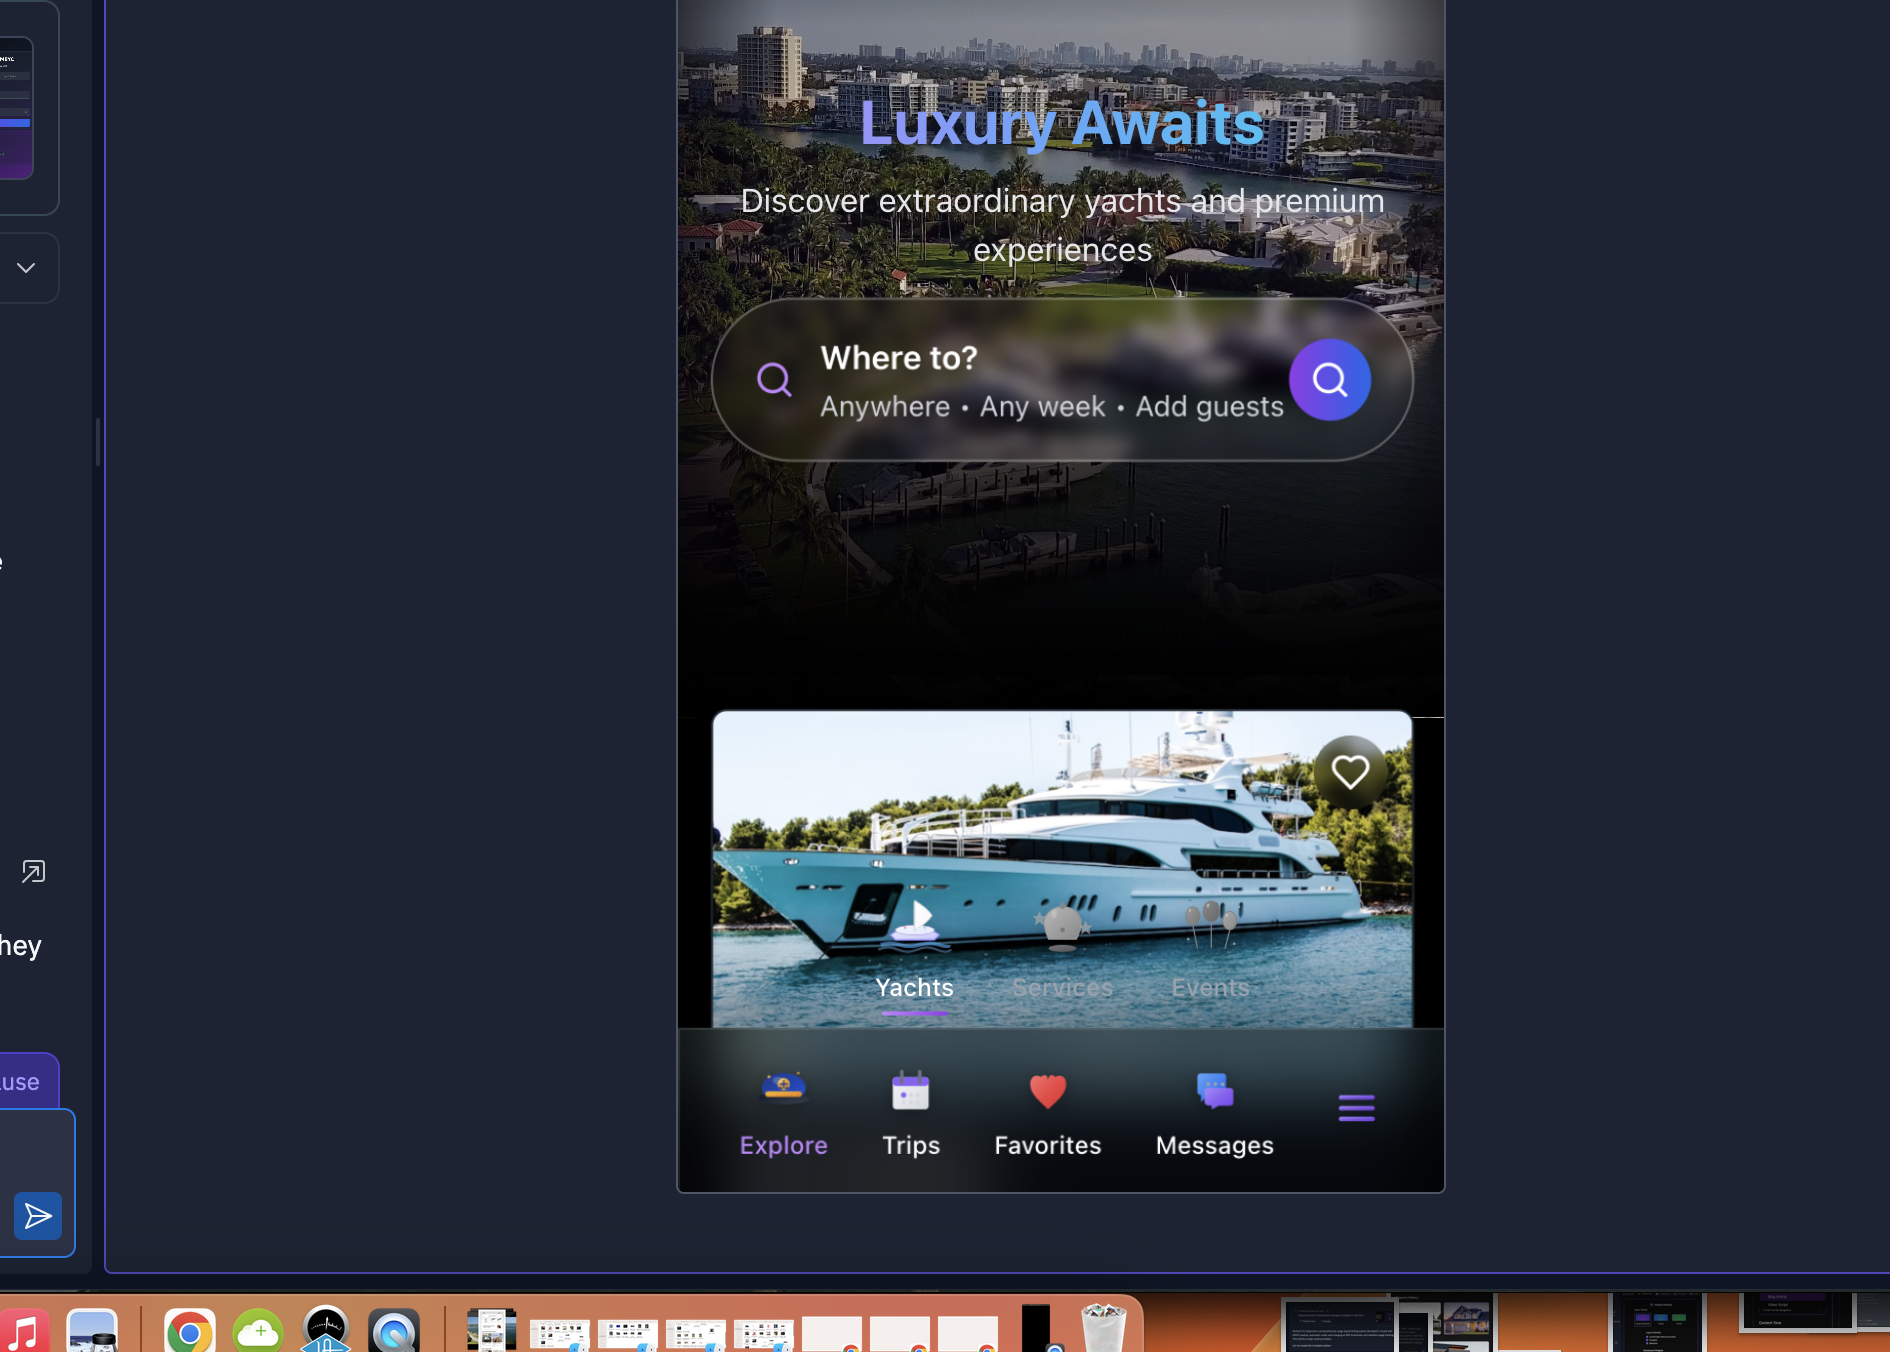 Luxury Awaits
Discover extraordinary yachts and premium
experiences
Where to?
Anywhere • Any week • Add guests
hey
Yachts Services Events
use
Explore Trips Favorites Messages